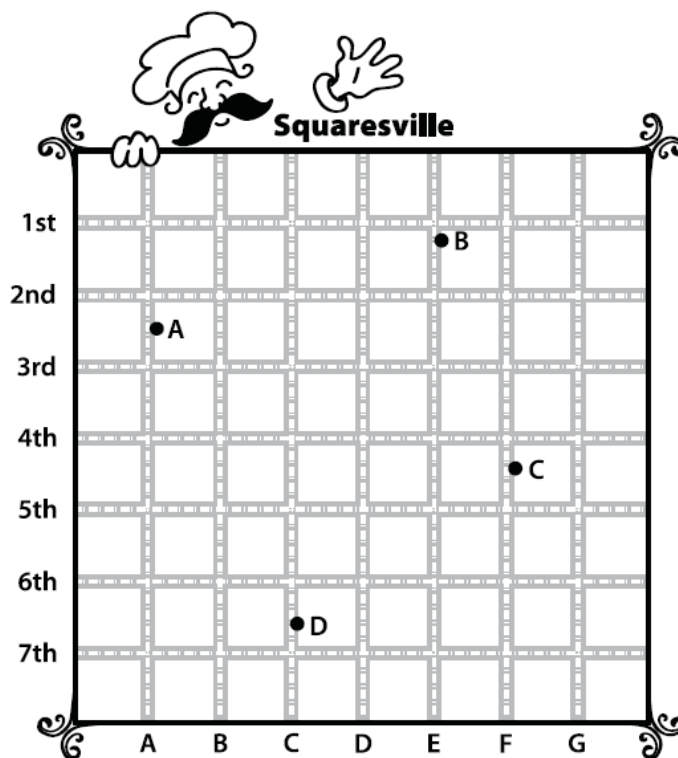 Squaresville
1st
B
2nd
A
3rd
4th
C
5th
6th
D
7th
A B C D E F G